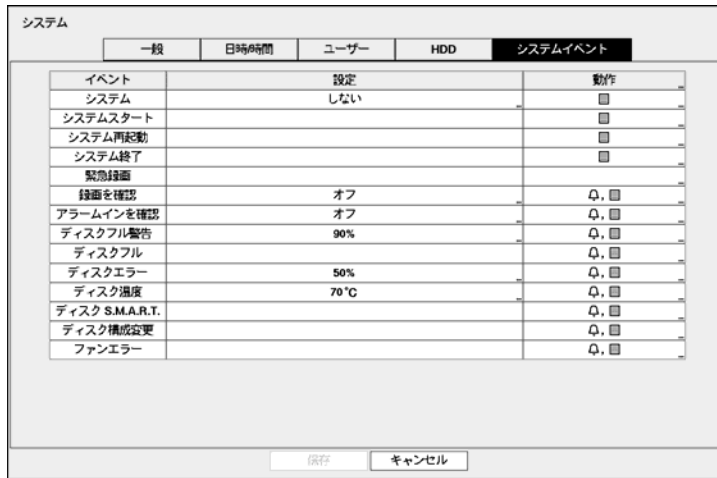 システム
一般 日時/時間 ユーザー HDD システムイベント
イベント 設定 動作
システム しない
システムスタート
システム再起動
システム終了
緊急録画
録画を確認 オフ
アラームインを確認 オフ
ディスクフル警告 90%
ディスクフル
ディスクエラー 50%
ディスク温度 70°C
ディスク S.M.A.R.T.
ディスク構成変更
ファンエラー
保存 キャンセル